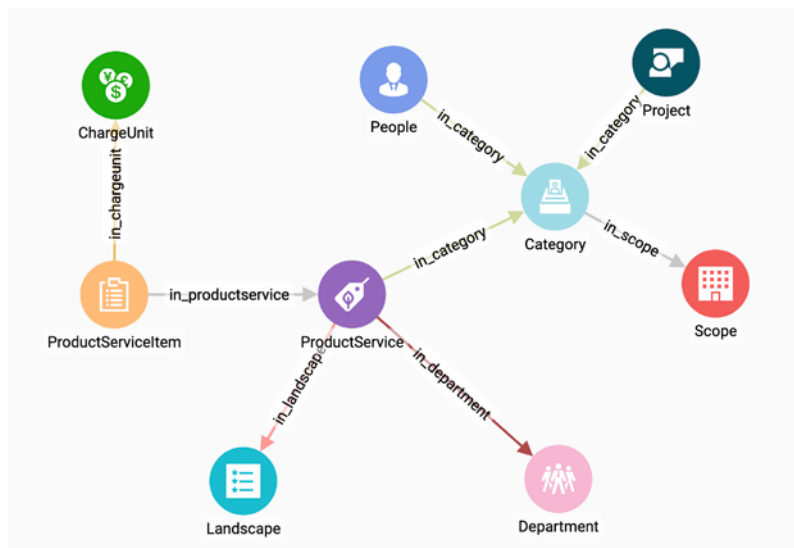 ChargeUnit
People
Project
in_category
in_category
in_chargeunit
Category
in_category
in_scope
in_productservice
Scope
ProductServiceItem
ProductService
in_landscape
in_department
Landscape
Department